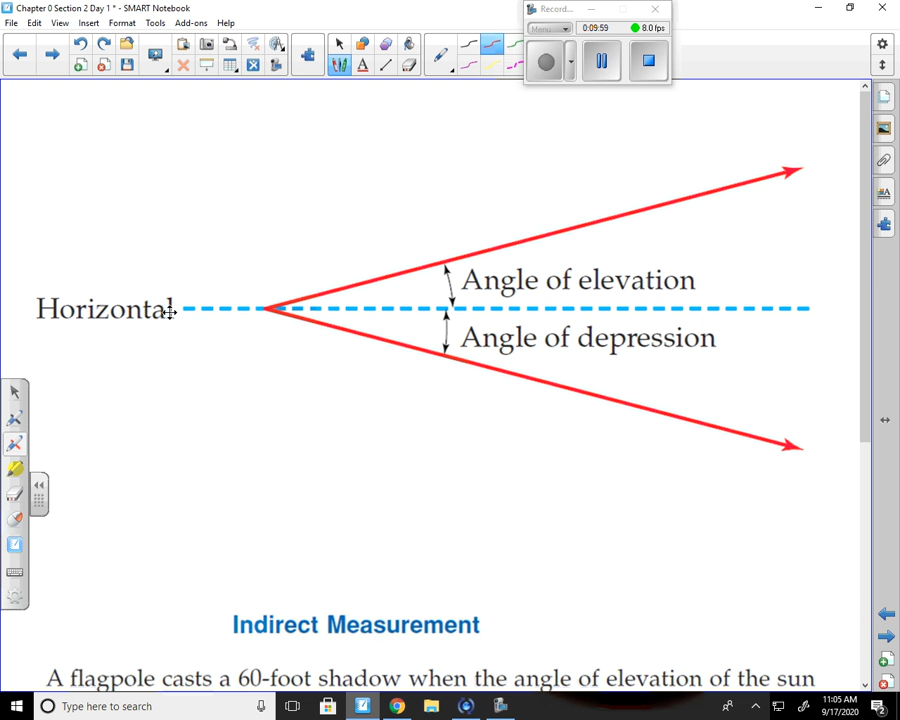 Chapter 0 Section 2 Day 1 * - SMART Notebook
Record...
File Edit View Insert Format Tools Add-ons Help
Menu
0:09:59
8.0 fps
Angle of elevation
Horizontal
Angle of depression
Indirect Measurement
A flagpole casts a 60-foot shadow when the angle of elevation of the sun
Type here to search
11:05 AM
9/17/2020
2